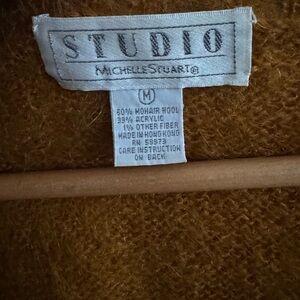 STUDIO
MICHELLE STUART®
M
60% MOHAIR WOOL
39% ACRYLIC
1% OTHER FIBER
MADE IN HONG KONG
RN 58973
CARE INSTRUCTION
ON BACK